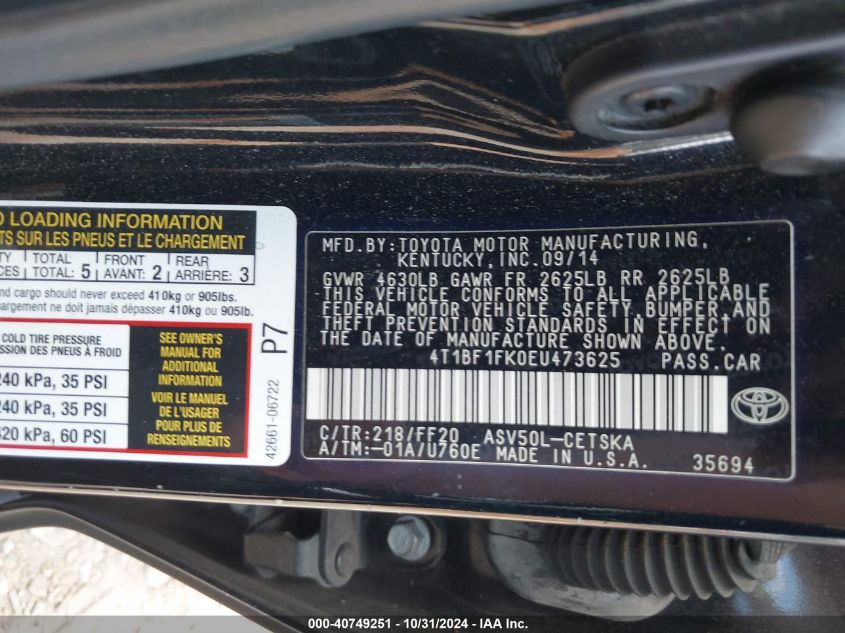 LOADING INFORMATION
TS SUR LES PNEUS ET LE CHARGEMENT
TOTAL FRONT REAR
TOTAL: 5 AVANT: 2 ARRIÈRE: 3
and cargo should never exceed 410kg or 905lbs.
chargement ne doit jamais dépasser 410kg ou 905lbs.
COLD TIRE PRESSURE
DES PNEUS À FROID
240 kPa, 35 PSI
240 kPa, 35 PSI
420 kPa, 60 PSI
SEE OWNER'S
MANUAL FOR
ADDITIONAL
INFORMATION
VOIR LE MANUEL
DE L'USAGER
POUR PLUS DE
RENSEIGNEMENTS
P7
42661-06722
MFD.BY:TOYOTA MOTOR MANUFACTURING,
KENTUCKY,INC.09/14
GVWR 4630LB GAWR FR 2625LB RR 2625LB
THIS VEHICLE CONFORMS TO ALL APPLICABLE
FEDERAL MOTOR VEHICLE SAFETY,BUMPER,AND
THEFT PREVENTION STANDARDS IN EFFECT ON
THE DATE OF MANUFACTURE SHOWN ABOVE.
4T1BF1FK0EU473625 PASS.CAR
C/TR:218/FF20 ASV50L-CETSKA
A/TM:-01A/U760E MADE IN U.S.A. 35694
000-40749251 - 10/31/2024 - IAA Inc.